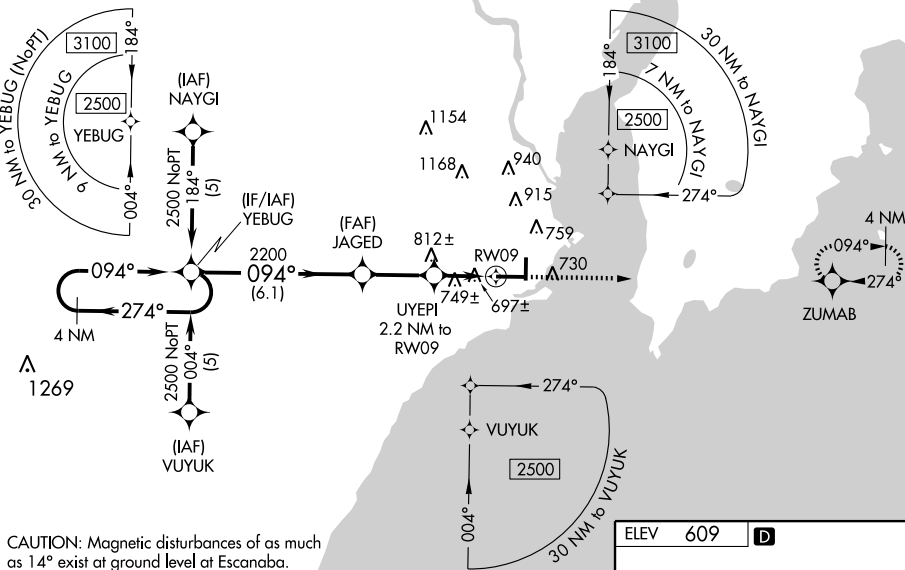 30 NM to YEBUG (NoPT)
9 NM to YEBUG
3100
184°
2500
YEBUG
004°
(IAF)
NAYGI
2500 NoPT
184°
(5)
(IF/IAF)
YEBUG
094°
274°
4 NM
2200
094°
(6.1)
(FAF)
JAGED
2500 NoPT
004°
(5)
(IAF)
VUYUK
1269
1154
1168
940
915
759
812±
RW09
730
749±
697±
UYEPI
2.2 NM to
RW09
3100
184°
30 NM to NAYGI
7 NM to NAYGI
2500
NAYGI
274°
4 NM
094°
274°
ZUMAB
274°
VUYUK
2500
004°
30 NM to VUYUK
CAUTION: Magnetic disturbances of as much
as 14° exist at ground level at Escanaba.
ELEV 609 D